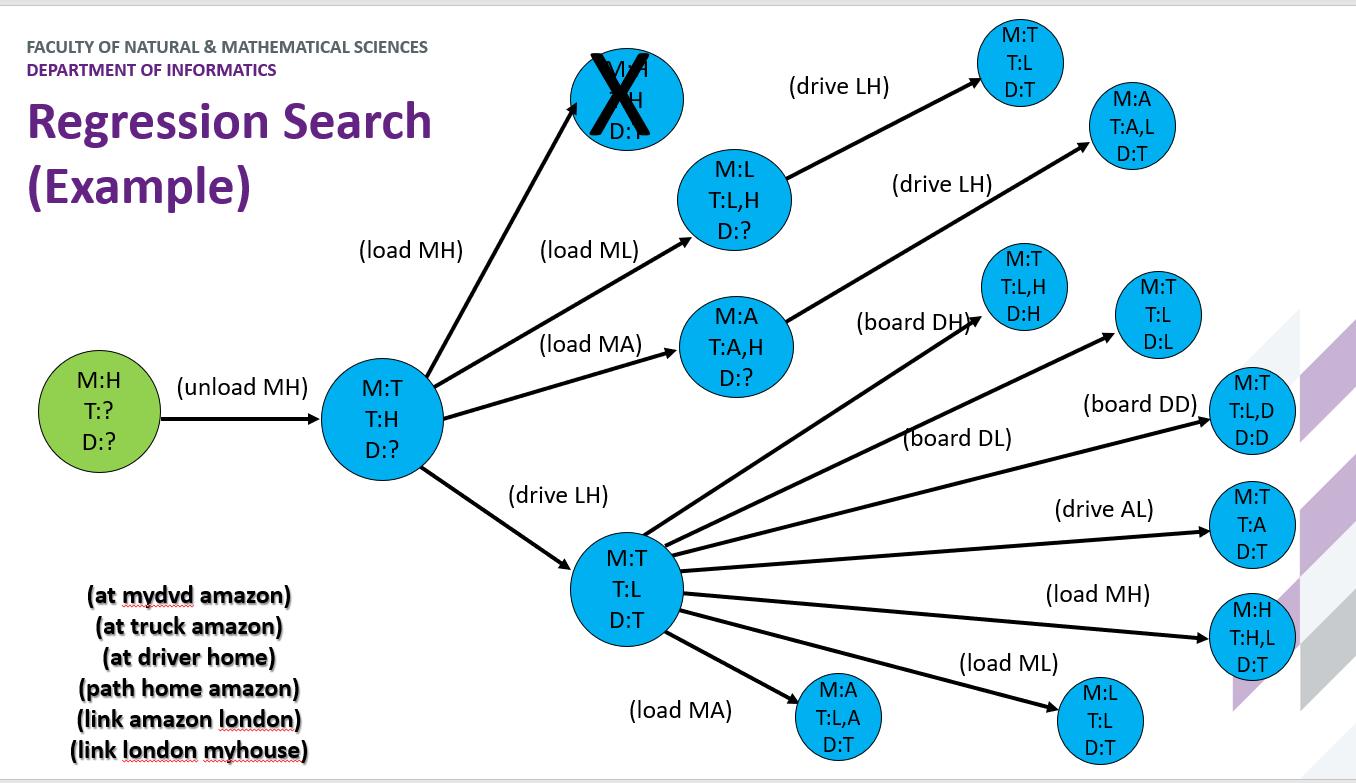 FACULTY OF NATURAL & MATHEMATICAL SCIENCES
DEPARTMENT OF INFORMATICS
Regression Search
(Example)
M:H
T:?
D:?
(unload MH)
M:T
T:H
D:?
(load MH)
D:
(load ML)
M:L
T:L,H
D:?
(load MA)
M:A
T:A,H
D:?
(drive LH)
M:T
T:L
D:T
(drive LH)
M:T
T:L
D:T
(drive LH)
M:A
T:A,L
D:T
(board DH)
M:T
T:L,H
D:H
(board DL)
M:T
T:L
D:L
(board DD)
M:T
T:L,D
D:D
(drive AL)
M:T
T:A
D:T
(load MH)
M:H
T:H,L
D:T
(load ML)
M:L
T:L
D:T
(load MA)
M:A
T:L,A
D:T
(at mydvd amazon)
(at truck amazon)
(at driver home)
(path home amazon)
(link amazon london)
(link london myhouse)